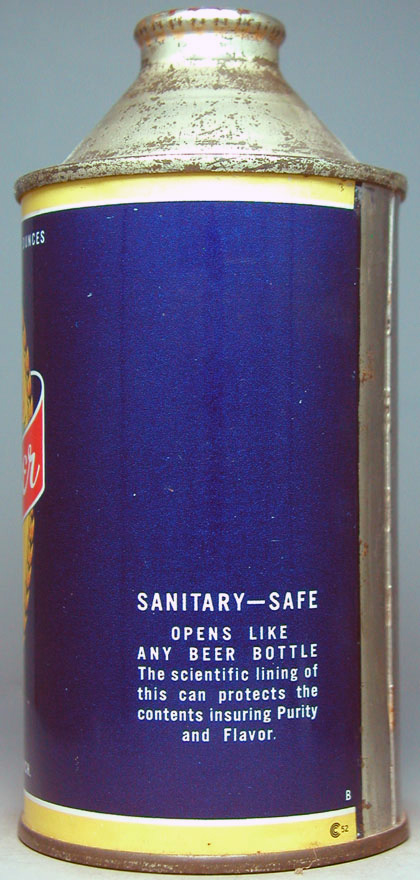 SANITARY—SAFE
OPENS LIKE
ANY BEER BOTTLE
The scientific lining of
this can protects the
contents insuring Purity
and Flavor.
B
C 52